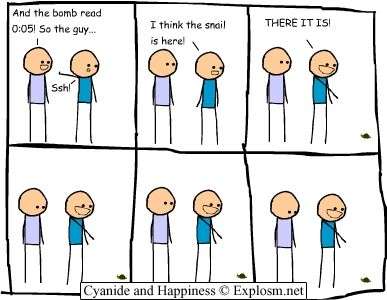 And the bomb read
0:05! So the guy...
Ssh!
I think the snail
is here!
THERE IT IS!
Cyanide and Happiness © Explosm.net